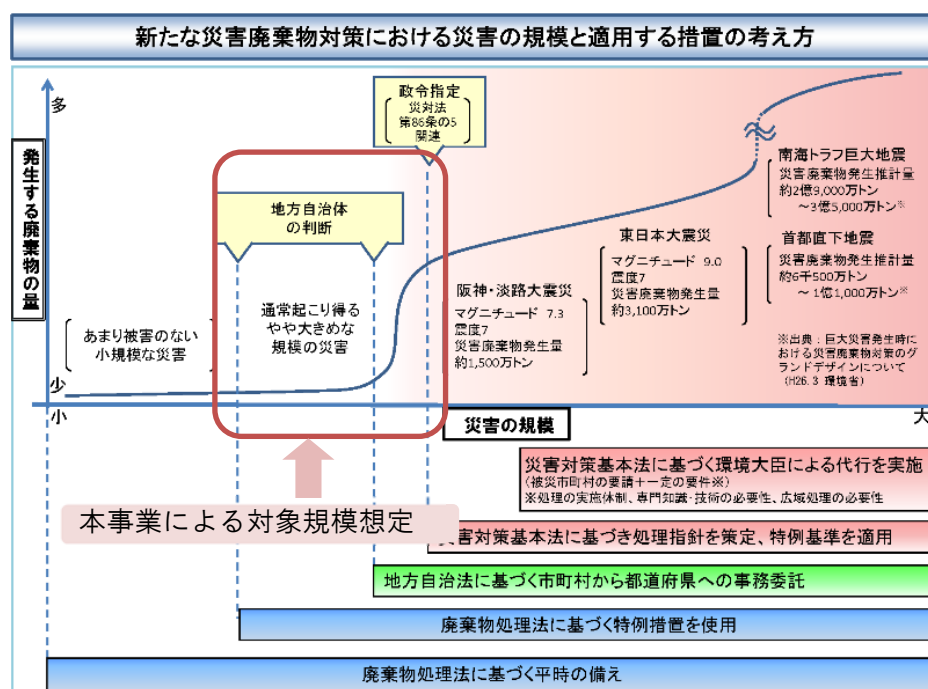 新たな災害廃棄物対策における災害の規模と適用する措置の考え方
多
発生する廃棄物の量
少
小
政令指定
災対法
第86条の5
関連
地方自治体
の判断
あまり被害のない
小規模な災害
通常起こり得る
やや大きめな
規模の災害
阪神・淡路大震災
マグニチュード 7.3
震度7
災害廃棄物発生量
約1,500万トン
東日本大震災
マグニチュード 9.0
震度7
災害廃棄物発生量
約3,100万トン
南海トラフ巨大地震
災害廃棄物発生推計量
約2億9,000万トン
～3億5,000万トン※
首都直下地震
災害廃棄物発生推計量
約6千500万トン
～1億1,000万トン※
※出典：巨大災害発生時に
おける災害廃棄物対策のグ
ランドデザインについて
（H26.3 環境省）
災害の規模
大
本事業による対象規模想定
災害対策基本法に基づく環境大臣による代行を実施
（被災市町村の要請＋一定の要件※）
※処理の実施体制、専門知識・技術の必要性、広域処理の必要性
害対策基本法に基づき処理指針を策定、特例基準を適用
地方自治法に基づく市町村から都道府県への事務委託
廃棄物処理法に基づく特例措置を使用
廃棄物処理法に基づく平時の備え